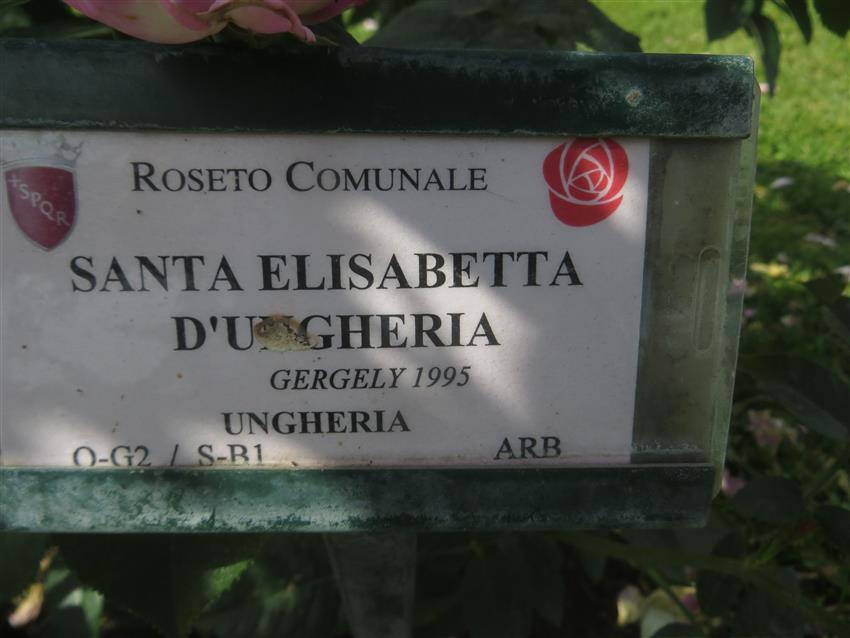 ROSETO COMUNALE
SPQR
SANTA ELISABETTA
D'UNGHERIA
GERGELY 1995
UNGHERIA
Q-G2 / S-B1 ARB